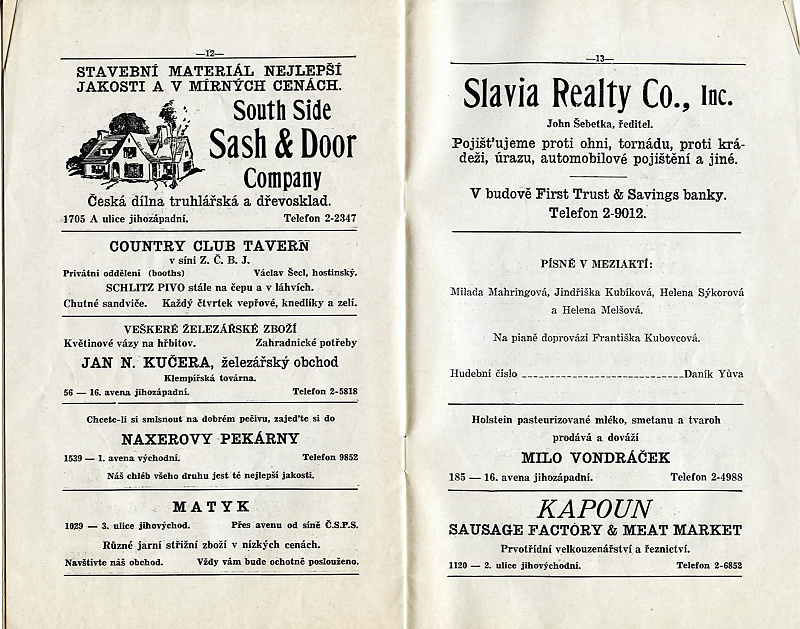 —12—
STAVEBNÍ MATERIÁL NEJLEPŠÍ
JAKOSTI A V MÍRNÝCH CENÁCH.
South Side
Sash & Door
Company
Česká dílna truhlářská a dřevosklad.
1705 A ulice jihozápadní. Telefon 2-2347
COUNTRY CLUB TAVERN
v síni Z. Č. B. J.
Privátní oddělení (booths) Václav Šecl, hostinský.
SCHLITZ PIVO stále na čepu a v láhvích.
Chutné sandviče. Každý čtvrtek vepřové, knedlíky a zelí.
VEŠKERÉ ŽELEZÁŘSKÉ ZBOŽÍ
Květinové vázy na hřbitov. Zahradnické potřeby
JAN N. KUČERA, železářský obchod
Klempířská továrna.
56 — 16. avena jihozápadní. Telefon 2-5818
Chcete-li si smlsnout na dobrém pečivu, zajeďte si do
NAXEROVY PEKÁRNY
1539 — 1. avena východní. Telefon 9852
Náš chléb všeho druhu jest té nejlepší jakosti.
MATYK
1029 — 3. ulice jihovýchod. Přes avenu od síně Č.S.P.S.
Různé jarní střižní zboží v nízkých cenách.
Navštivte náš obchod. Vždy vám bude ochotně poslouženo.
—13—
Slavia Realty Co., Inc.
John Šebetka, ředitel.
Pojišťujeme proti ohni, tornádu, proti krá-
deži, úrazu, automobilové pojištění a jiné.
V budově First Trust & Savings banky.
Telefon 2-9012.
PÍSNĚ V MEZIAKTÍ:
Milada Mahringová, Jindřiška Kubíková, Helena Sýkorová
a Helena Melšová.
Na pianě doprovází Františka Kubovcová.
Hudební číslo ------------------------------ Daník Yůva
Holstein pasteurizované mléko, smetanu a tvaroh
prodává a dováží
MILO VONDRÁČEK
185 — 16. avena jihozápadní. Telefon 2-4988
KAPOUN
SAUSAGE FACTORY & MEAT MARKET
Prvotřídní velkouzenářství a řeznictví.
1120 — 2. ulice jihovýchodní. Telefon 2-6852